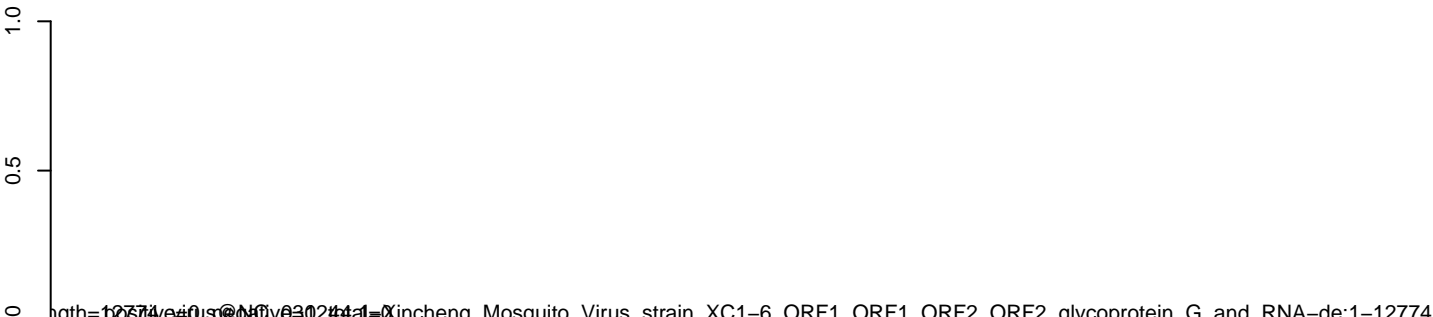 1.0
0.5
0
Xincheng Mosquito Virus strain XC1−6 ORF1 ORF1 ORF2 ORF2 glycoprotein G and RNA−de:1−12774